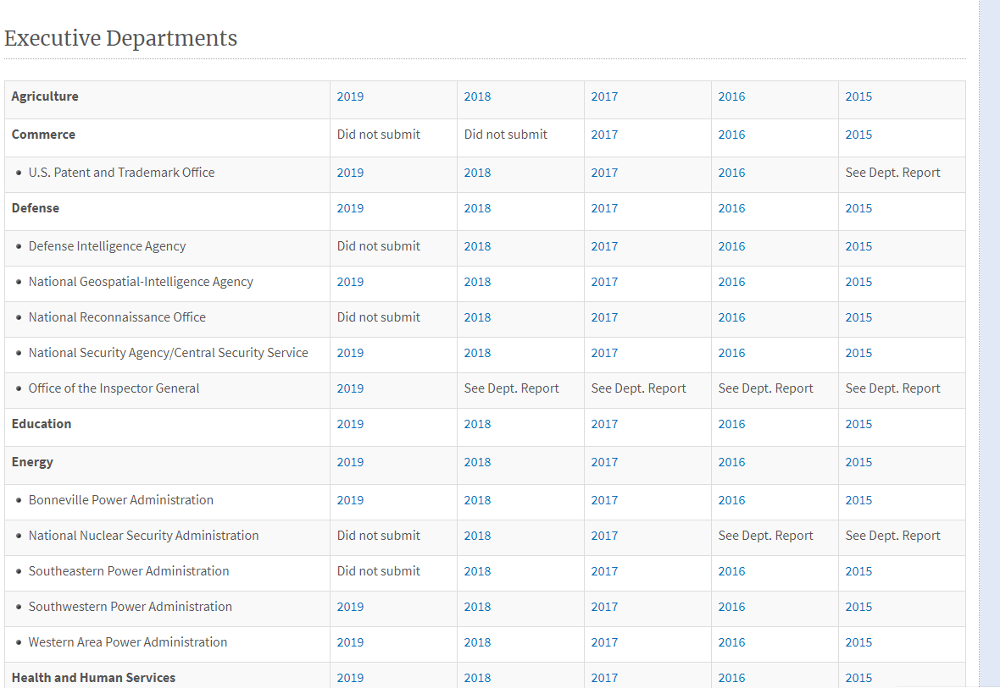 Executive Departments
Agriculture 2019 2018 2017 2016 2015
Commerce Did not submit Did not submit 2017 2016 2015
• U.S. Patent and Trademark Office 2019 2018 2017 2016 See Dept. Report
Defense 2019 2018 2017 2016 2015
• Defense Intelligence Agency Did not submit 2018 2017 2016 2015
• National Geospatial-Intelligence Agency 2019 2018 2017 2016 2015
• National Reconnaissance Office Did not submit 2018 2017 2016 2015
• National Security Agency/Central Security Service 2019 2018 2017 2016 2015
• Office of the Inspector General 2019 See Dept. Report See Dept. Report See Dept. Report See Dept. Report
Education 2019 2018 2017 2016 2015
Energy 2019 2018 2017 2016 2015
• Bonneville Power Administration 2019 2018 2017 2016 2015
• National Nuclear Security Administration Did not submit 2018 2017 See Dept. Report See Dept. Report
• Southeastern Power Administration Did not submit 2018 2017 2016 2015
• Southwestern Power Administration 2019 2018 2017 2016 2015
• Western Area Power Administration 2019 2018 2017 2016 2015
Health and Human Services 2019 2018 2017 2016 2015